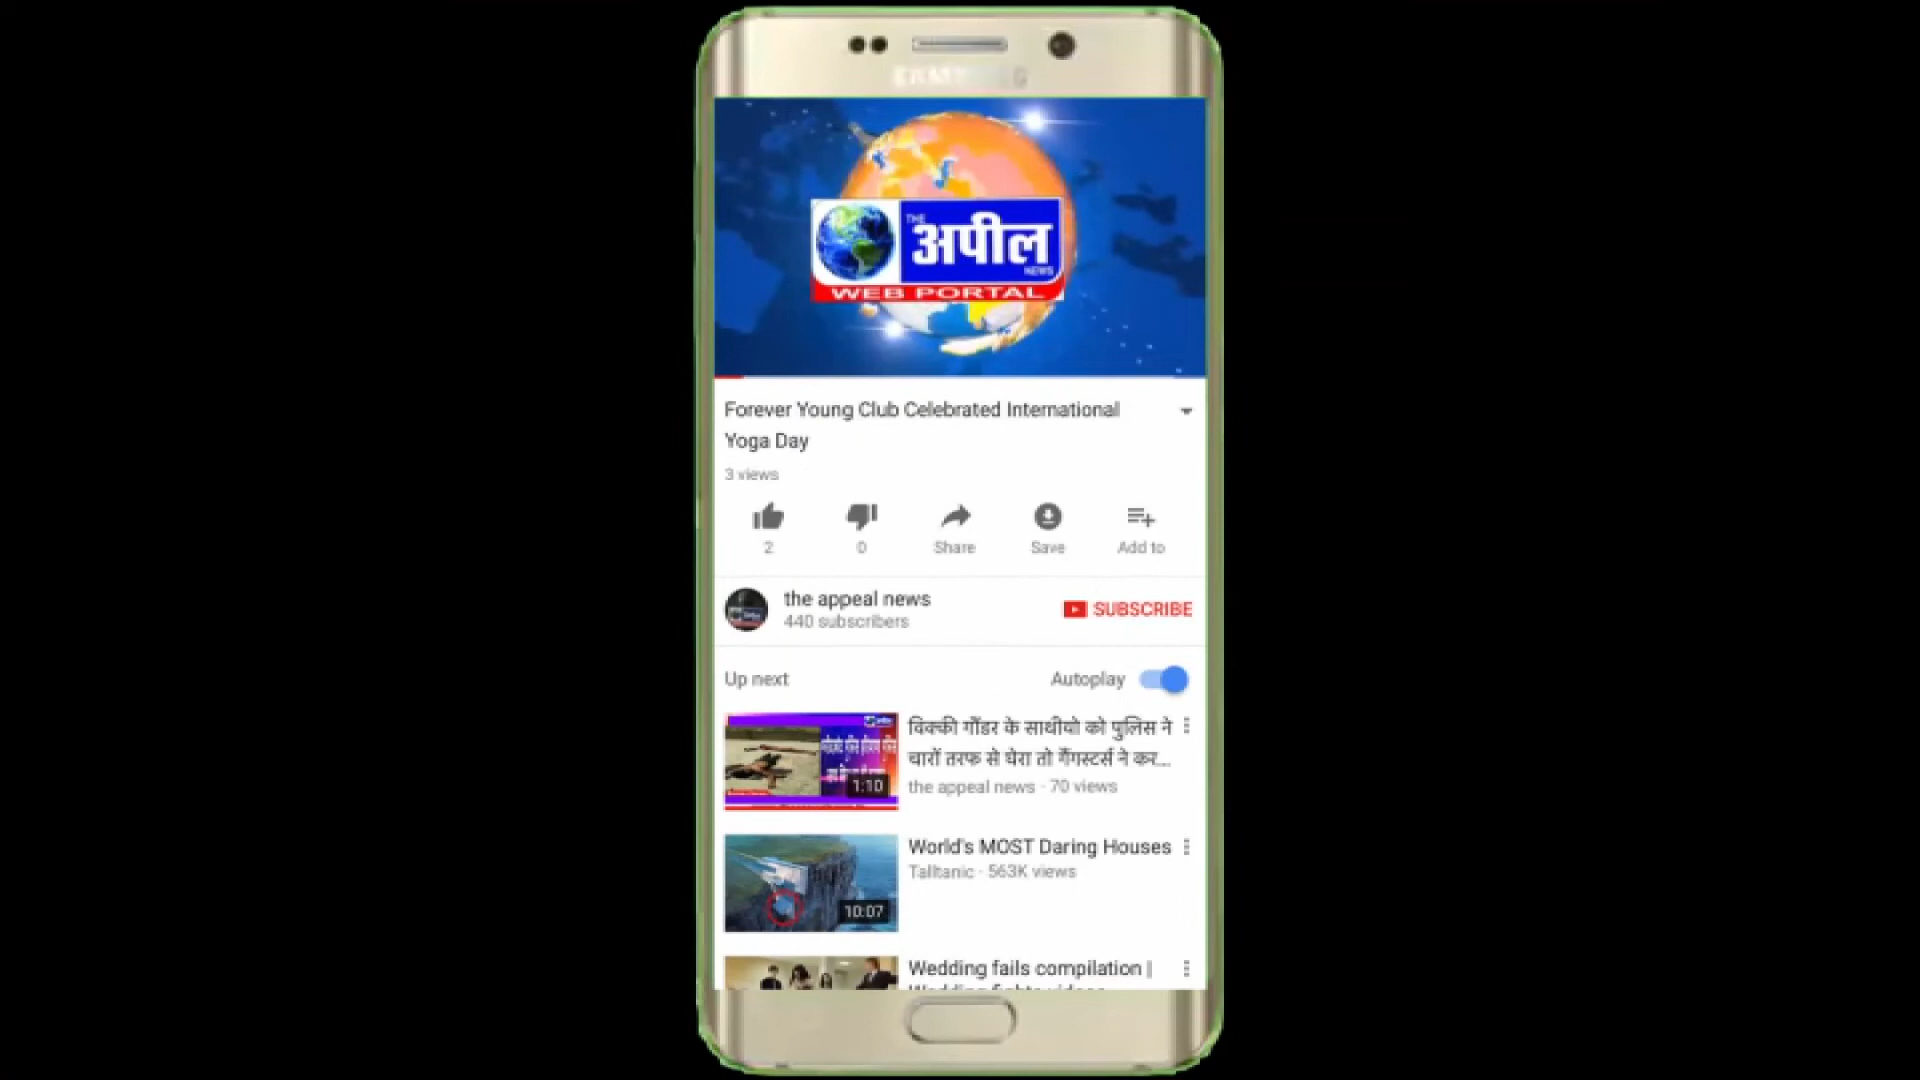 SAMSUNG
THE
अपील
NEWS
WEB PORTAL
Forever Young Club Celebrated International
Yoga Day
3 views
2
0
Share
Save
Add to
the appeal news
440 subscribers
SUBSCRIBE
Up next
Autoplay
विक्की गौंडर के साथीयो को पुलिस ने
चारों तरफ से घेरा तो गैंगस्टर्स ने कर...
the appeal news · 70 views
1:10
World's MOST Daring Houses
Talltanic · 563K views
10:07
Wedding fails compilation |